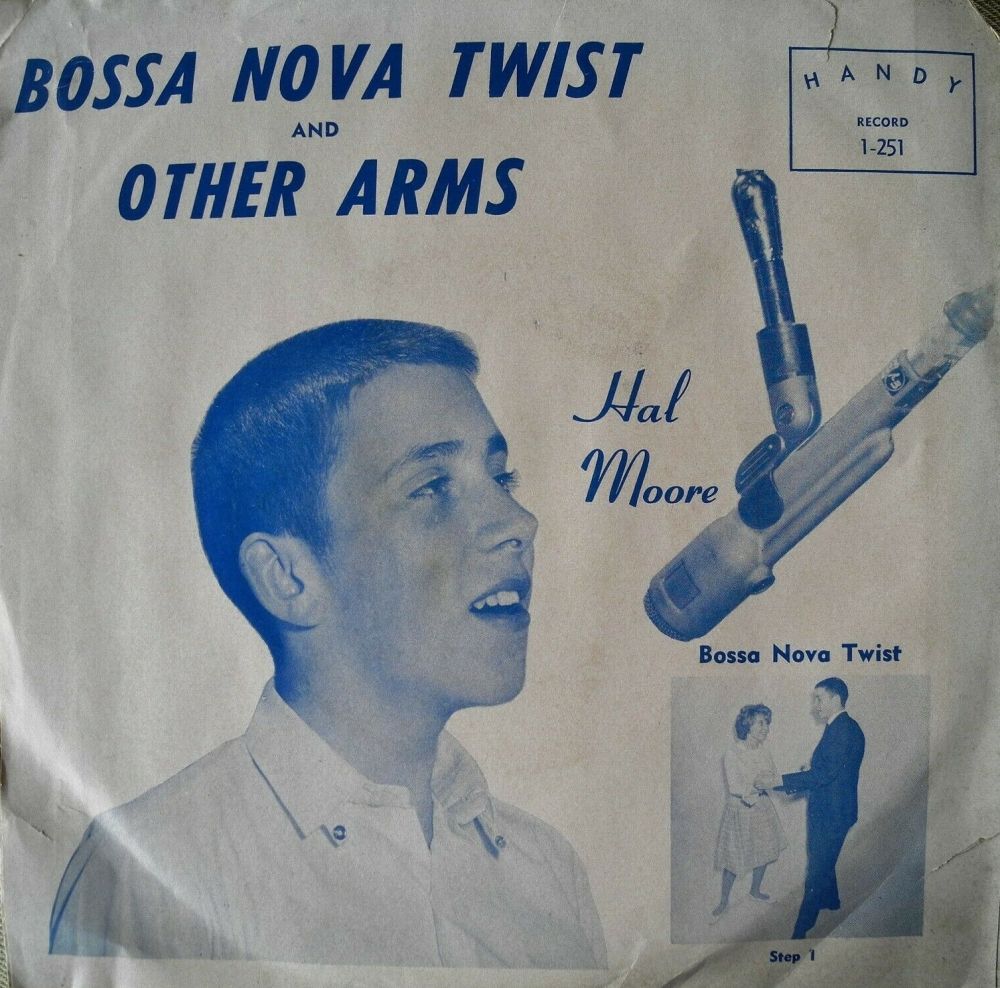 BOSSA NOVA TWIST
AND
OTHER ARMS
HANDY
RECORD
1-251
Hal
Moore
Bossa Nova Twist
Step 1